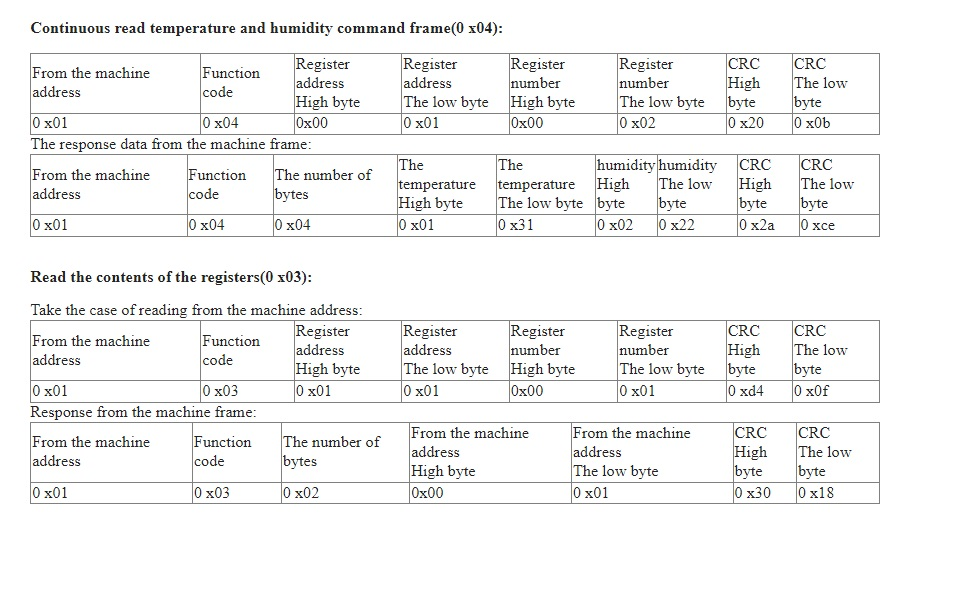 Continuous read temperature and humidity command frame(0 x04):
From the machine address	Function code	Register address High byte	Register address The low byte	Register number High byte	Register number The low byte	CRC High byte	CRC The low byte
0 x01	0 x04	0x00	0 x01	0x00	0 x02	0 x20	0 x0b
The response data from the machine frame:
From the machine address	Function code	The number of bytes	The temperature High byte	The temperature The low byte	humidity High byte	humidity The low byte	CRC High byte	CRC The low byte
0 x01	0 x04	0 x04	0 x01	0 x31	0 x02	0 x22	0 x2a	0 xce
Read the contents of the registers(0 x03):
Take the case of reading from the machine address:
From the machine address	Function code	Register address High byte	Register address The low byte	Register number High byte	Register number The low byte	CRC High byte	CRC The low byte
0 x01	0 x03	0 x01	0 x01	0x00	0 x01	0 xd4	0 x0f
Response from the machine frame:
From the machine address	Function code	The number of bytes	From the machine address High byte	From the machine address The low byte	CRC High byte	CRC The low byte
0 x01	0 x03	0 x02	0x00	0 x01	0 x30	0 x18